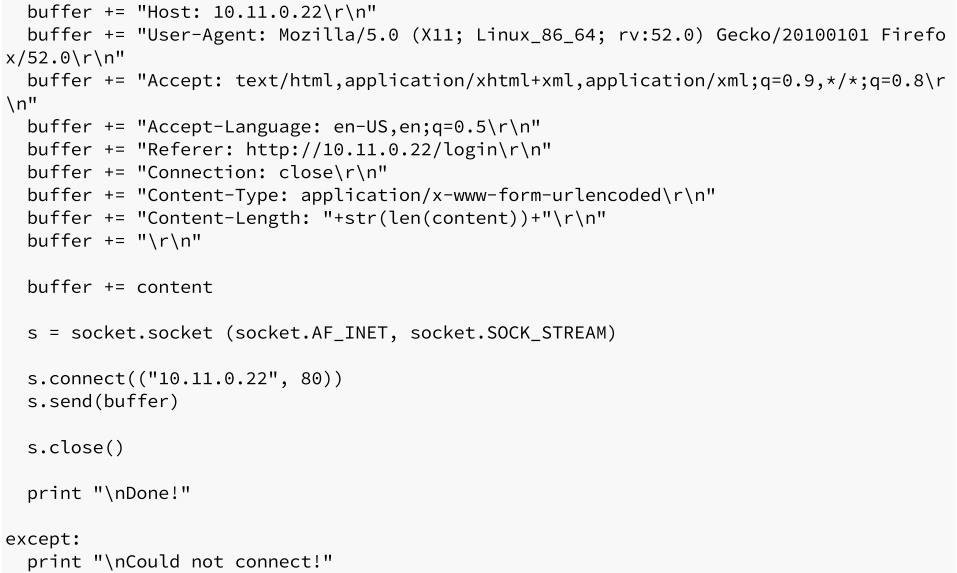 buffer += "Host: 10.11.0.22\r\n"
buffer += "User-Agent: Mozilla/5.0 (X11; Linux_86_64; rv:52.0) Gecko/20100101 Firefo
x/52.0\r\n"
buffer += "Accept: text/html,application/xhtml+xml,application/xml;q=0.9,*/*;q=0.8\r
\n"
buffer += "Accept-Language: en-US,en;q=0.5\r\n"
buffer += "Referer: http://10.11.0.22/login\r\n"
buffer += "Connection: close\r\n"
buffer += "Content-Type: application/x-www-form-urlencoded\r\n"
buffer += "Content-Length: "+str(len(content))+"\r\n"
buffer += "\r\n"
buffer += content
s = socket.socket (socket.AF_INET, socket.SOCK_STREAM)
s.connect(("10.11.0.22", 80))
s.send(buffer)
s.close()
print "\nDone!"
except:
print "\nCould not connect!"